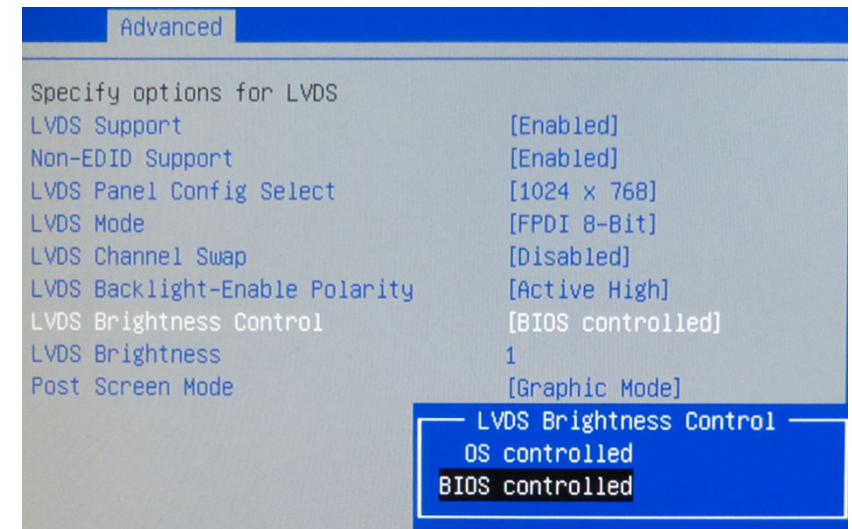 Advanced
Specify options for LVDS
LVDS Support [Enabled]
Non-EDID Support [Enabled]
LVDS Panel Config Select [1024 x 768]
LVDS Mode [FPDI 8-Bit]
LVDS Channel Swap [Disabled]
LVDS Backlight-Enable Polarity [Active High]
LVDS Brightness Control [BIOS controlled]
LVDS Brightness 1
Post Screen Mode [Graphic Mode]
LVDS Brightness Control
OS controlled
BIOS controlled